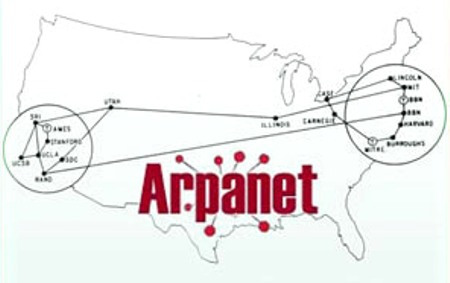 LINCOLN
CASE
MIT
BBN
UTAH
SRI
AMES
ILLINOIS
CARNEGIE
BBN
HARVARD
STANFORD
BURROUGHS
MITRE
UCSB
UCLA
SDC
RAND
Arpanet